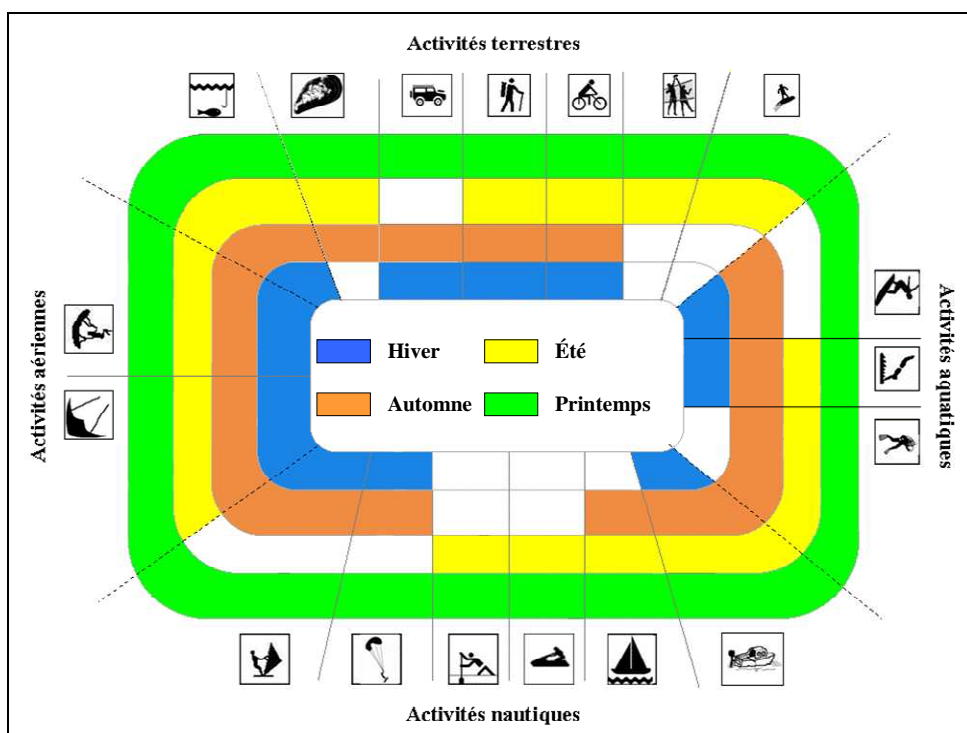 Activités terrestres
Activités aériennes
Hiver
Été
Automne
Printemps
Activités aquatiques
Activités nautiques